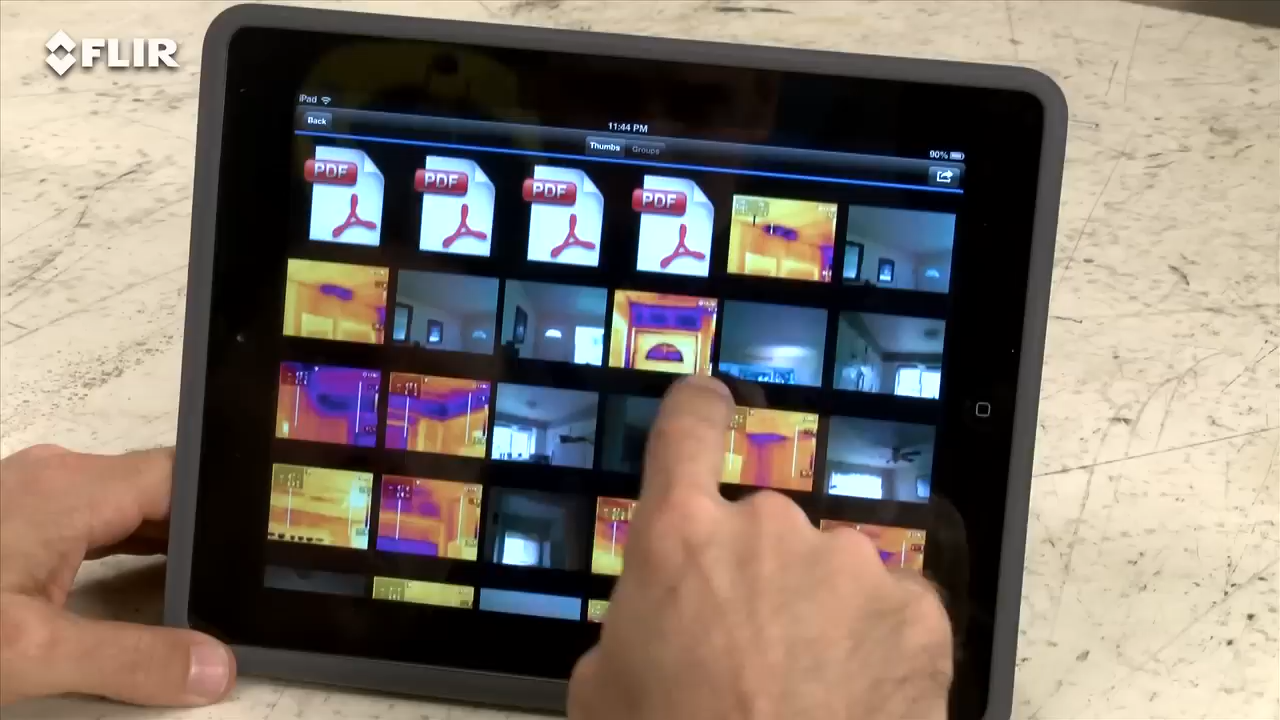 FLIR
iPad
11:44 PM
90%
Back
Thumbs
Groups
PDF
PDF
PDF
PDF